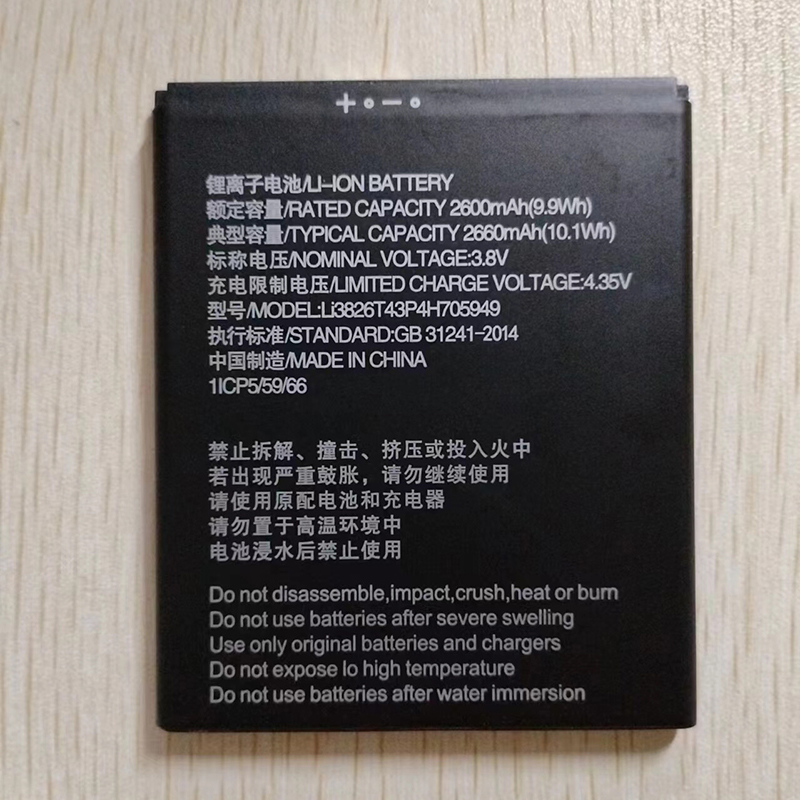 + o - o
锂离子电池/LI-ION BATTERY
额定容量/RATED CAPACITY 2600mAh(9.9Wh)
典型容量/TYPICAL CAPACITY 2660mAh(10.1Wh)
标称电压/NOMINAL VOLTAGE:3.8V
充电限制电压/LIMITED CHARGE VOLTAGE:4.35V
型号/MODEL:Li3826T43P4H705949
执行标准/STANDARD:GB 31241-2014
中国制造/MADE IN CHINA
1ICP5/59/66
禁止拆解、撞击、挤压或投入火中
若出现严重鼓胀，请勿继续使用
请使用原配电池和充电器
请勿置于高温环境中
电池浸水后禁止使用
Do not disassemble,impact,crush,heat or burn
Do not use batteries after severe swelling
Use only original batteries and chargers
Do not expose lo high temperature
Do not use batteries after water immersion